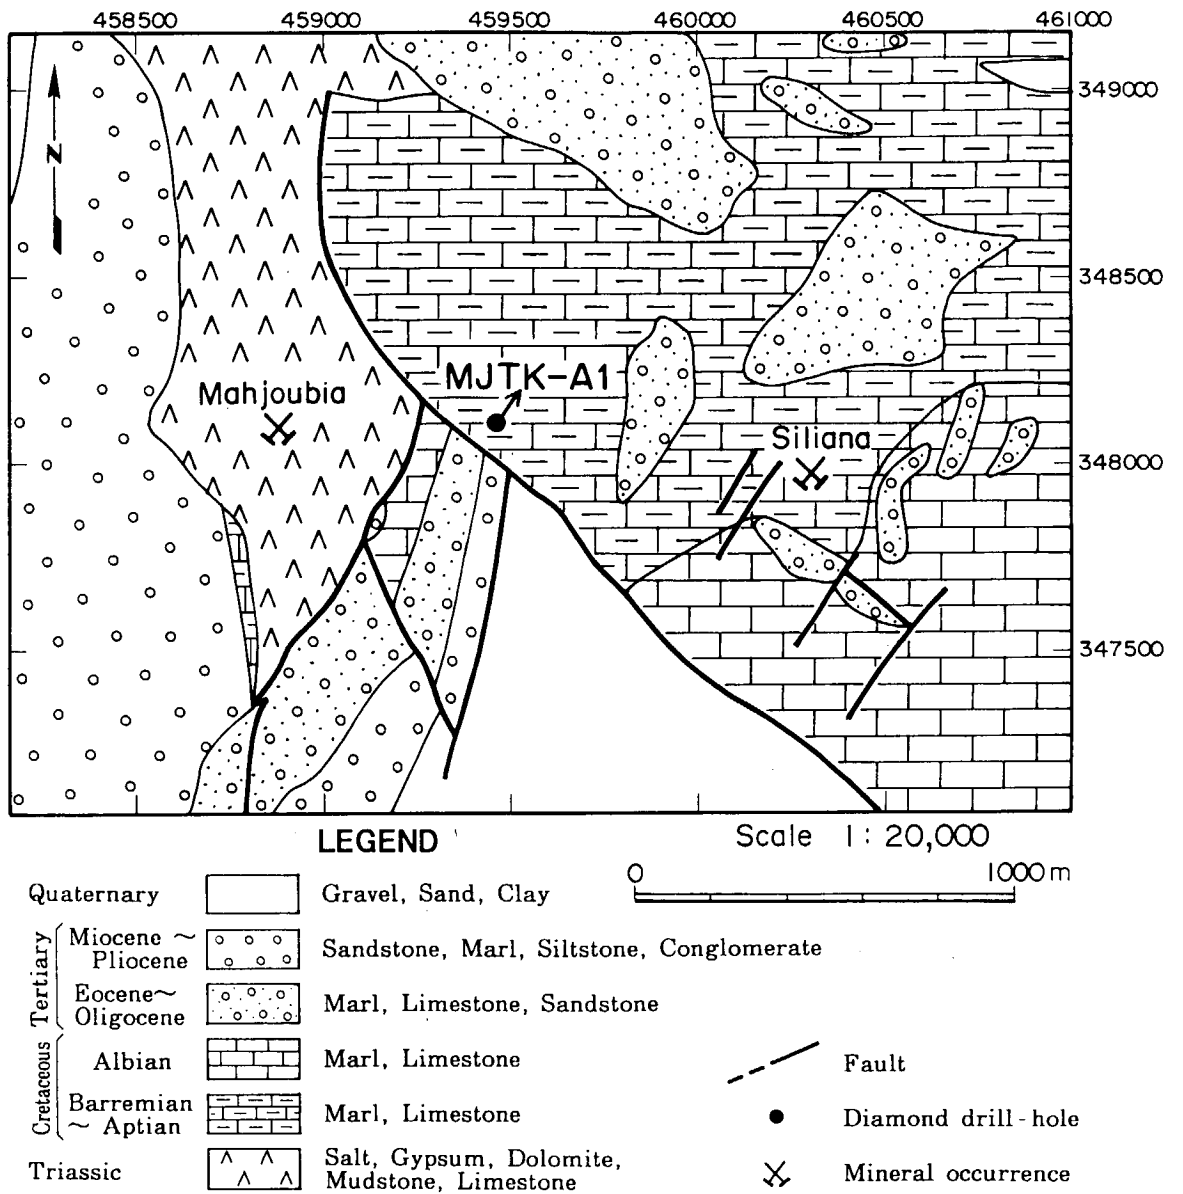 458500 459000 459500 460000 460500 461000
349000
N
348500
MJTK-A1
Mahjoubia
Siliana
348000
347500
LEGEND
Scale 1:20,000
0 1000m
Quaternary Gravel, Sand, Clay
Tertiary
Miocene ~ Pliocene Sandstone, Marl, Siltstone, Conglomerate
Eocene~ Oligocene Marl, Limestone, Sandstone
Cretaceous
Albian Marl, Limestone
Barremian ~ Aptian Marl, Limestone
Triassic Salt, Gypsum, Dolomite,
Mudstone, Limestone
Fault
Diamond drill-hole
Mineral occurrence